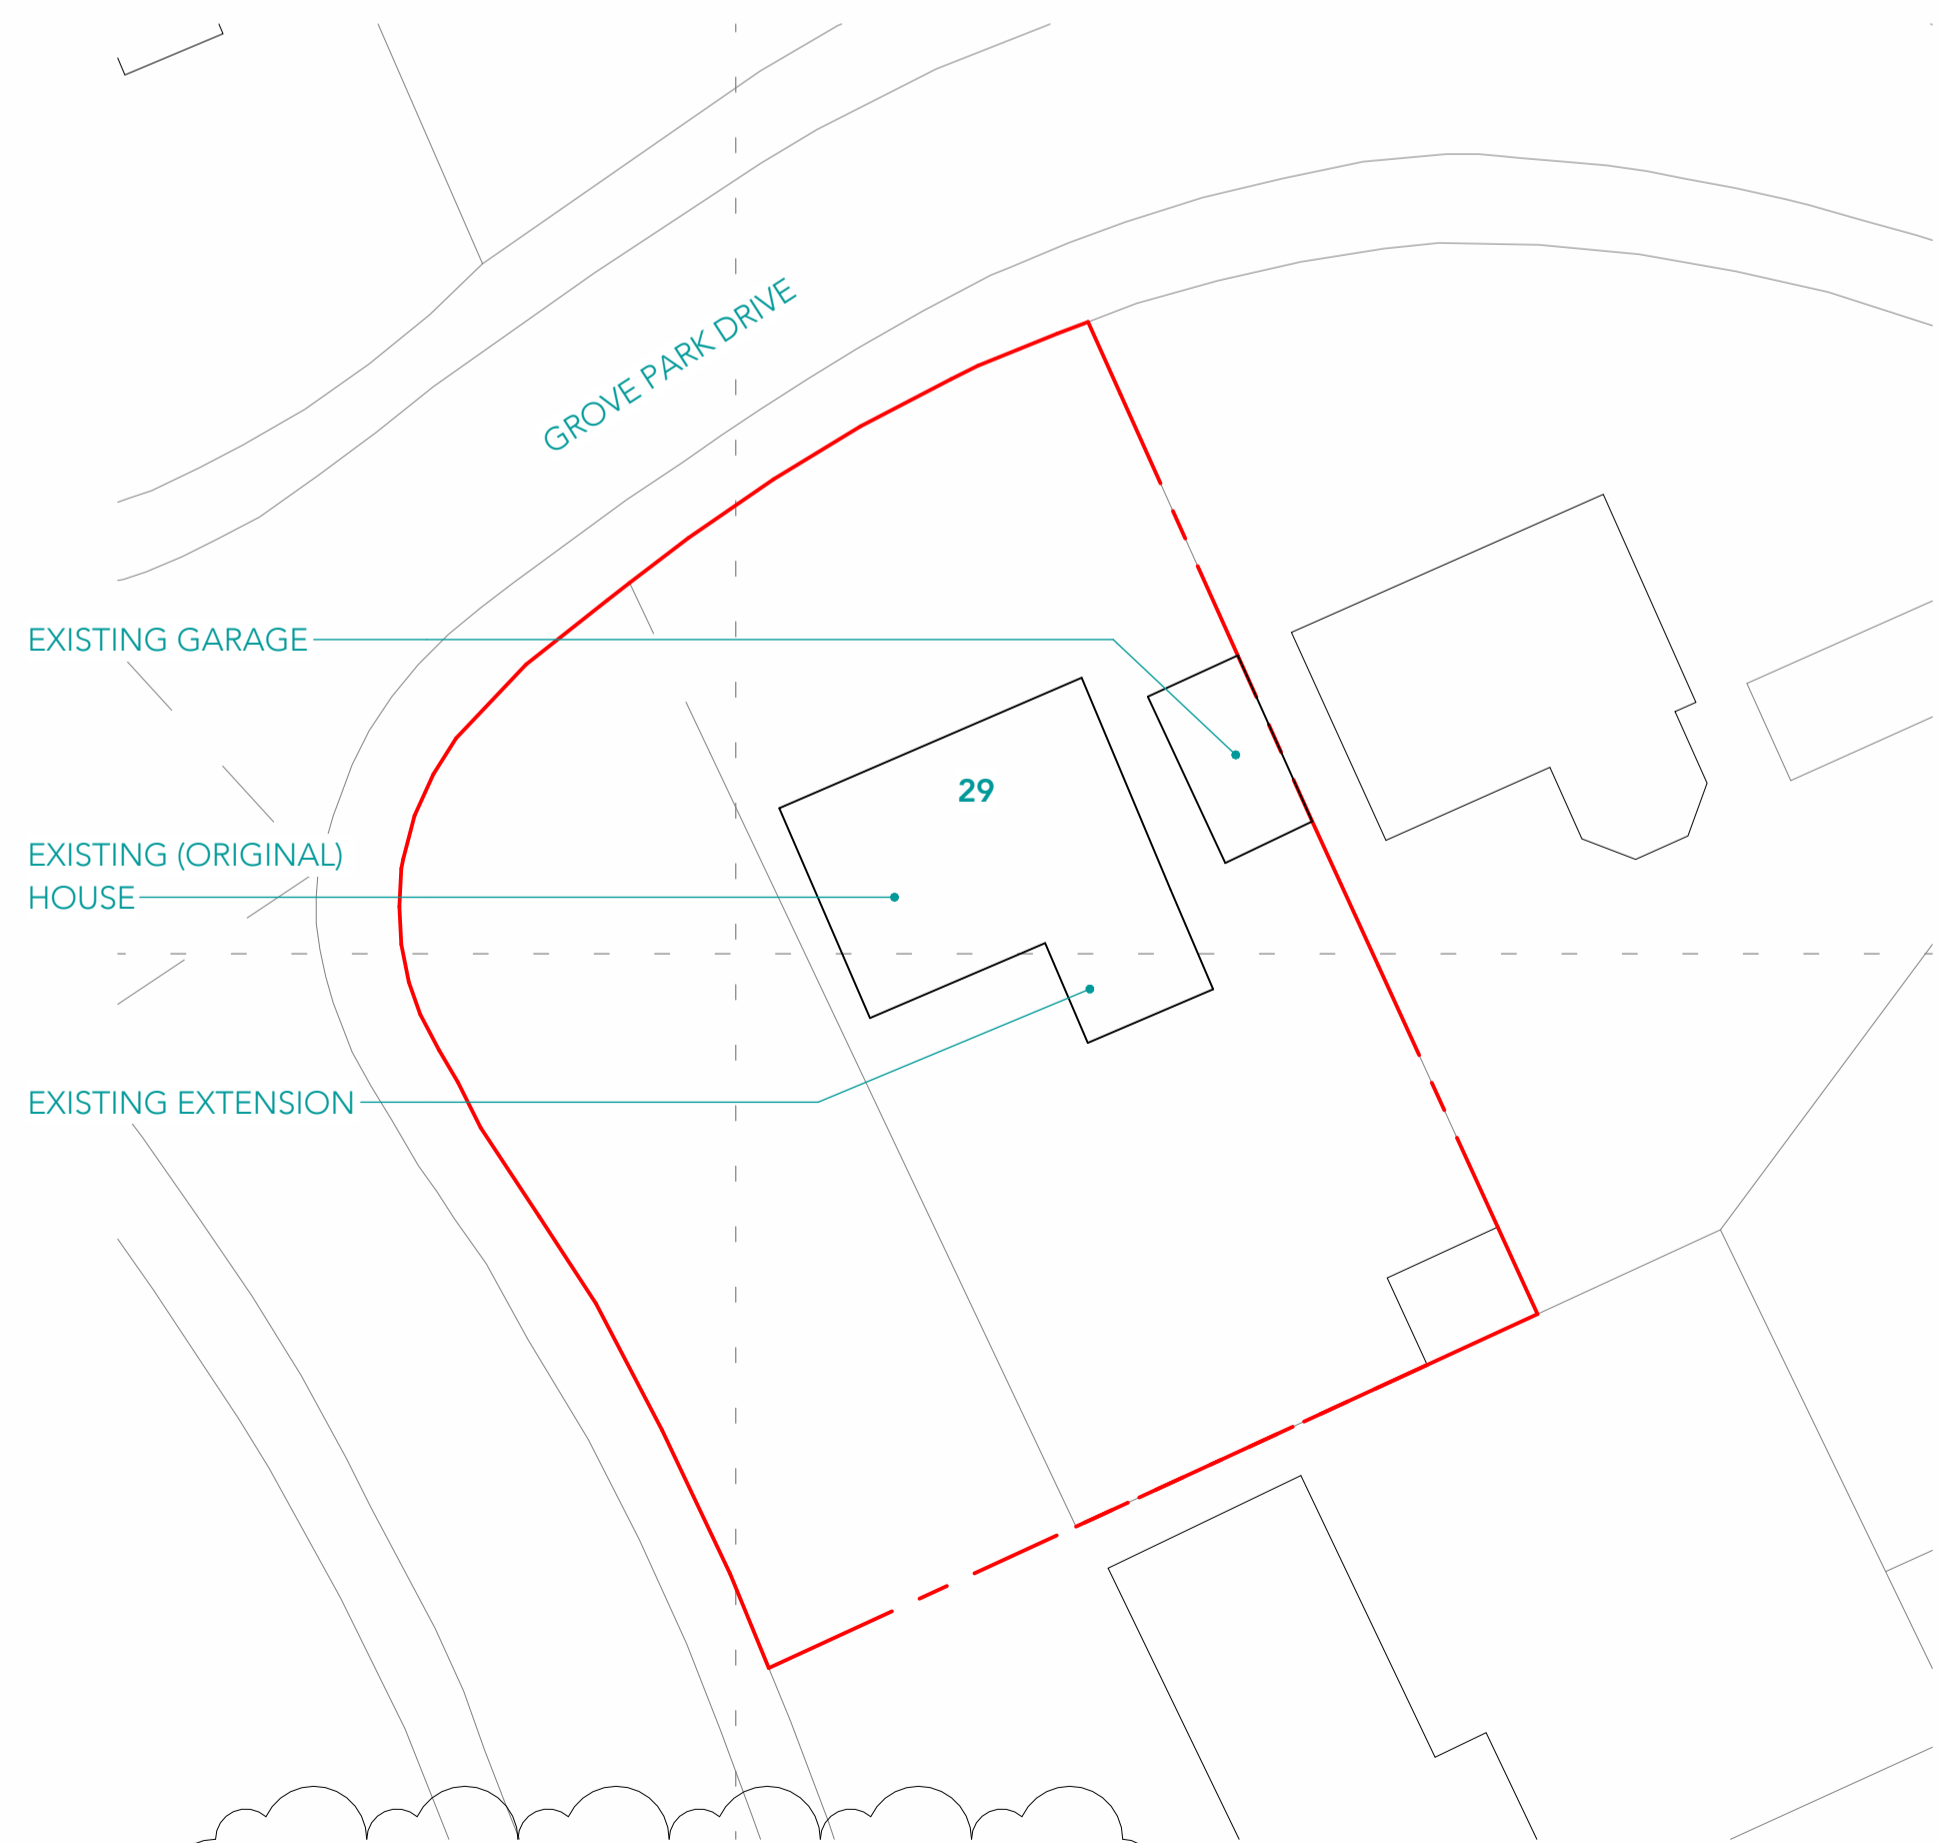 GROVE PARK DRIVE
EXISTING GARAGE
29
EXISTING (ORIGINAL)
HOUSE
EXISTING EXTENSION